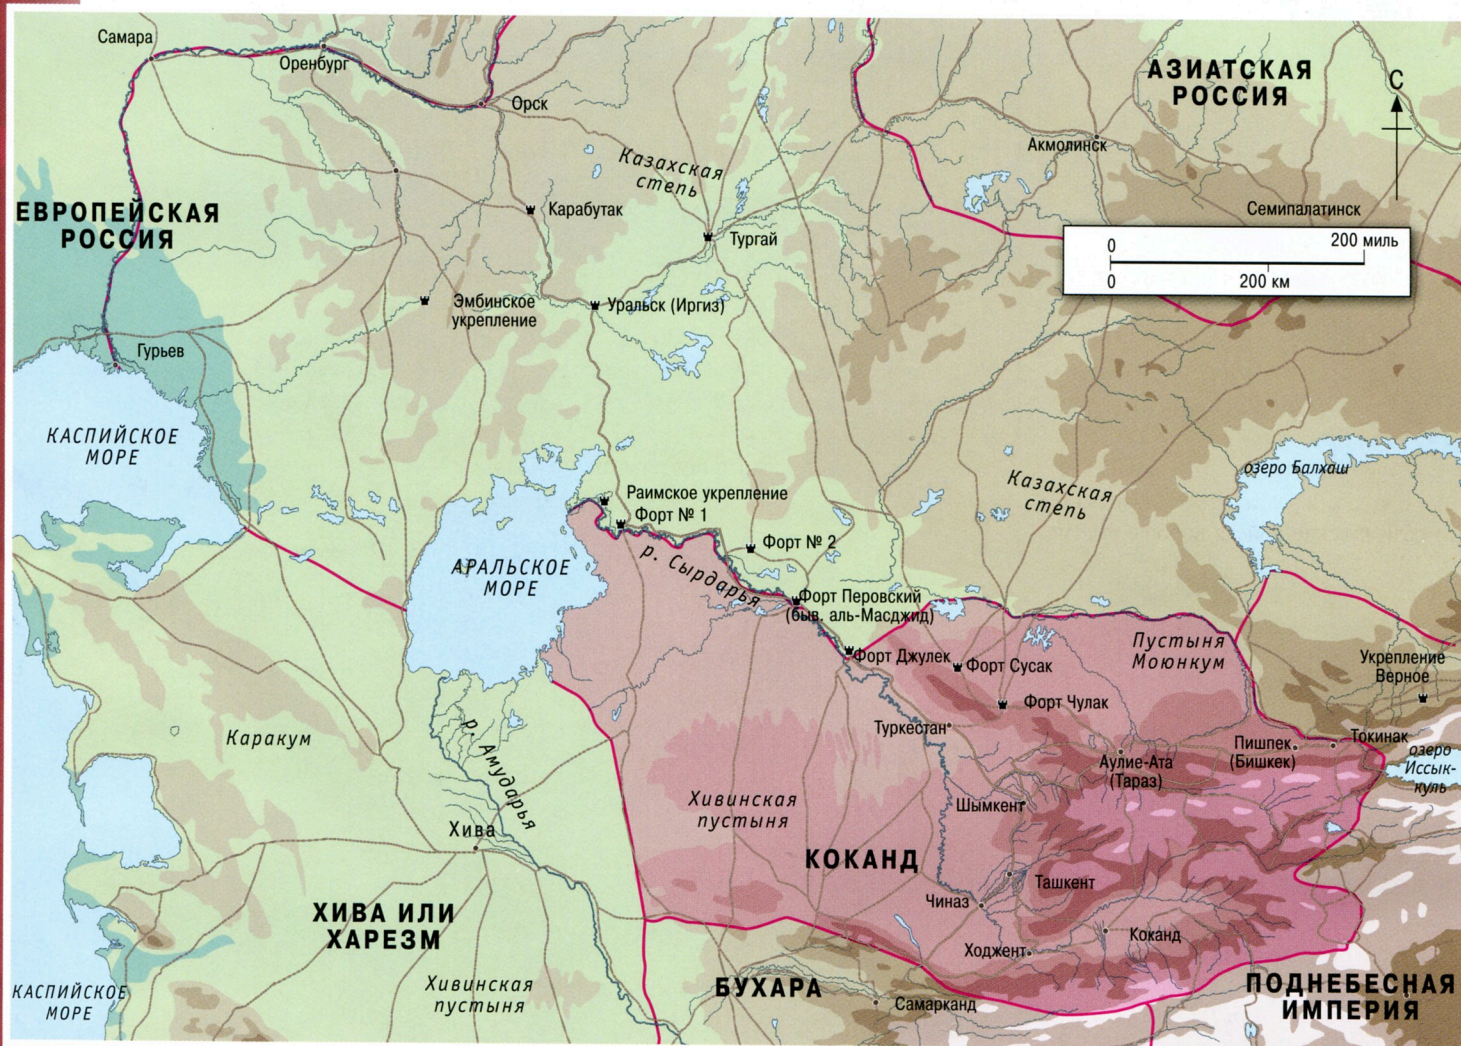 Самара
Оренбург
Орск
АЗИАТСКАЯ
РОССИЯ
С
Акмолинск
Казахская
степь
Семипалатинск
ЕВРОПЕЙСКАЯ
РОССИЯ
Карабутак
Тургай
0
200 миль
0
200 км
Эмбинское
укрепление
Уральск (Иргиз)
Гурьев
КАСПИЙСКОЕ
МОРЕ
озеро Балхаш
Казахская
степь
Раимское укрепление
Форт № 1
Форт № 2
р. Сырдарья
АРАЛЬСКОЕ
МОРЕ
Форт Перовский
(быв. аль-Масджид)
Форт Джулек
Форт Сусак
Пустыня
Моюнкум
Укрепление
Верное
Форт Чулак
Туркестан
Каракум
р. Амударья
Пишпек
(Бишкек)
Токинак
озеро
Иссык-
куль
Аулие-Ата
(Тараз)
Шымкент
Хивинская
пустыня
Хива
КОКАНД
Ташкент
Чиназ
ХИВА ИЛИ
ХАРЕЗМ
Коканд
Ходжент
КАСПИЙСКОЕ
МОРЕ
Хивинская
пустыня
БУХАРА
Самарканд
ПОДНЕБЕСНАЯ
ИМПЕРИЯ